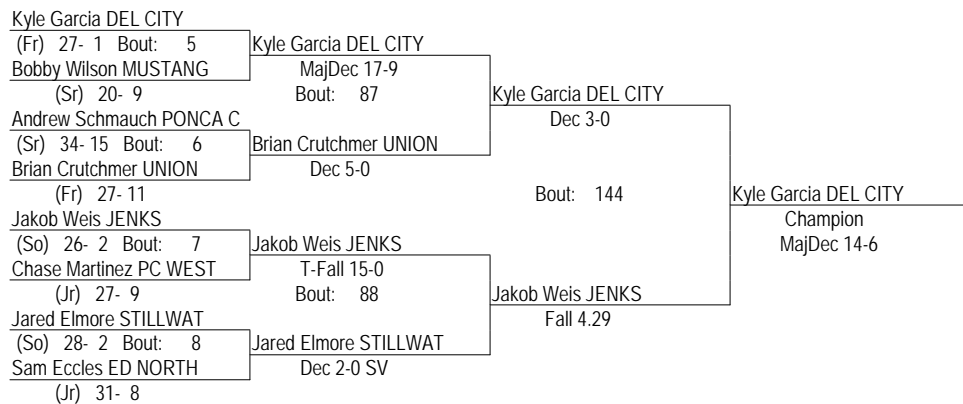 Kyle Garcia DEL CITY
(Fr) 27- 1 Bout: 5
Kyle Garcia DEL CITY
Bobby Wilson MUSTANG
MajDec 17-9
(Sr) 20- 9
Bout: 87
Kyle Garcia DEL CITY
Andrew Schmauch PONCA C
Dec 3-0
(Sr) 34- 15 Bout: 6
Brian Crutchmer UNION
Brian Crutchmer UNION
Dec 5-0
(Fr) 27- 11
Bout: 144
Kyle Garcia DEL CITY
Jakob Weis JENKS
Champion
(So) 26- 2 Bout: 7
Jakob Weis JENKS
MajDec 14-6
Chase Martinez PC WEST
T-Fall 15-0
(Jr) 27- 9
Bout: 88
Jakob Weis JENKS
Jared Elmore STILLWAT
Fall 4.29
(So) 28- 2 Bout: 8
Jared Elmore STILLWAT
Sam Eccles ED NORTH
Dec 2-0 SV
(Jr) 31- 8